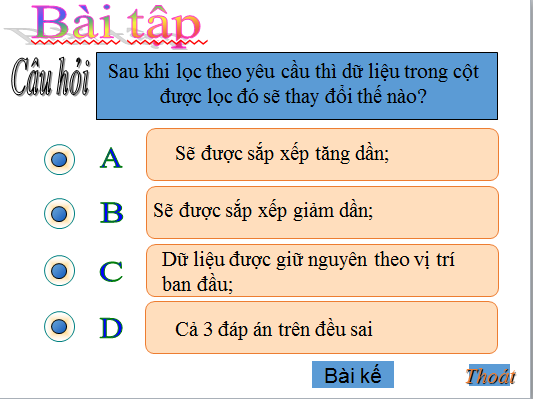 Bài tập
Câu hỏi
Sau khi lọc theo yêu cầu thì dữ liệu trong cột
được lọc đó sẽ thay đổi thế nào?
A Sẽ được sắp xếp tăng dần;
B Sẽ được sắp xếp giảm dần;
C Dữ liệu được giữ nguyên theo vị trí
ban đầu;
D Cả 3 đáp án trên đều sai
Bài kế
Thoát